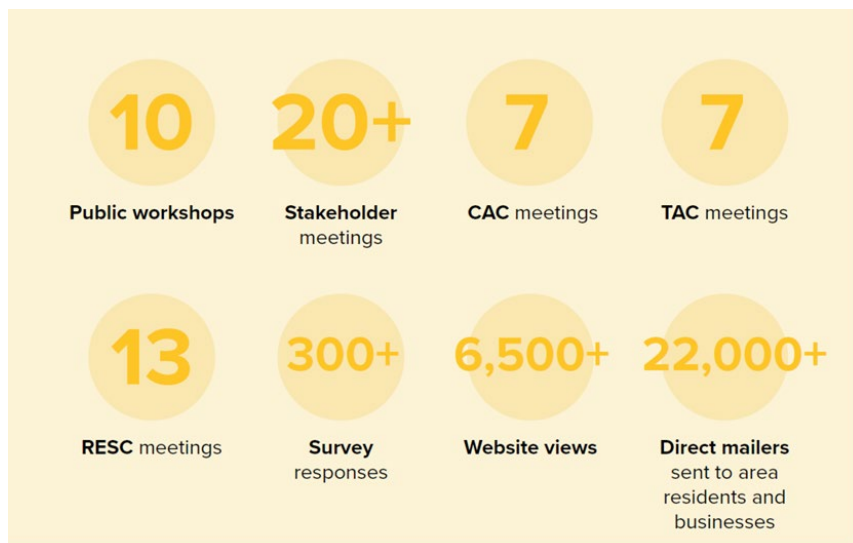 10
Public workshops
20+
Stakeholder
meetings
7
CAC meetings
7
TAC meetings
13
RESC meetings
300+
Survey
responses
6,500+
Website views
22,000+
Direct mailers
sent to area
residents and
businesses